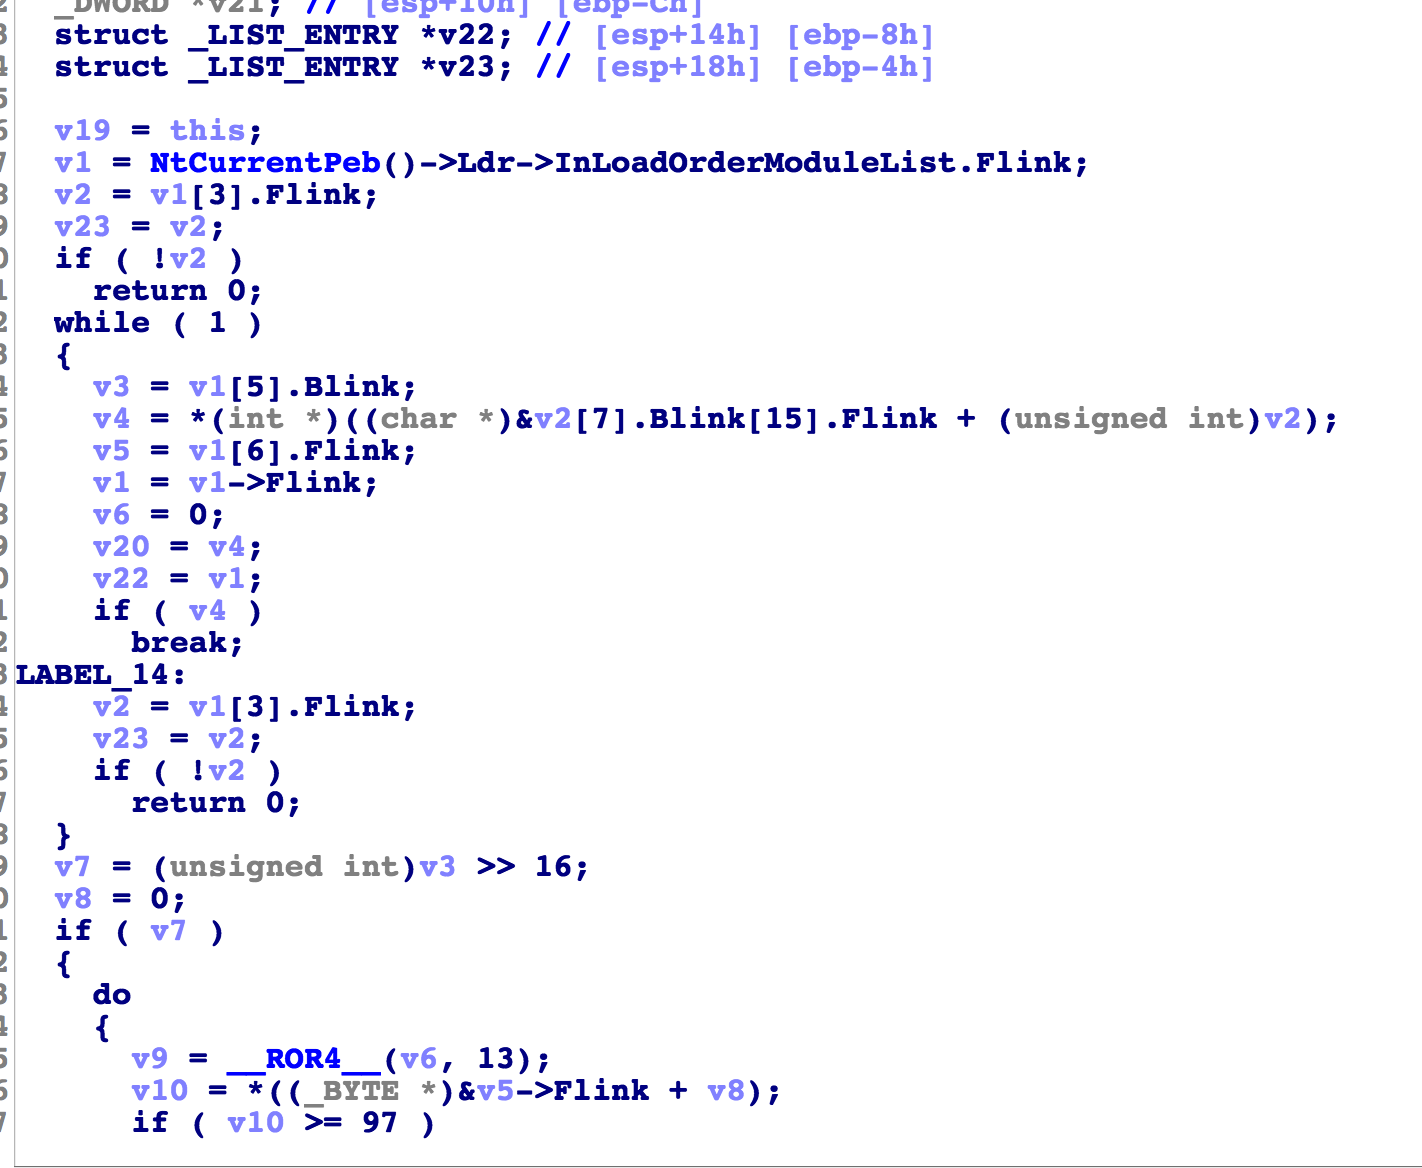 _DWORD *v21; // [esp+10h] [ebp-Ch]
struct _LIST_ENTRY *v22; // [esp+14h] [ebp-8h]
struct _LIST_ENTRY *v23; // [esp+18h] [ebp-4h]
v19 = this;
v1 = NtCurrentPeb()->Ldr->InLoadOrderModuleList.Flink;
v2 = v1[3].Flink;
v23 = v2;
if ( !v2 )
return 0;
while ( 1 )
{
v3 = v1[5].Blink;
v4 = *(int *)((char *)&v2[7].Blink[15].Flink + (unsigned int)v2);
v5 = v1[6].Flink;
v1 = v1->Flink;
v6 = 0;
v20 = v4;
v22 = v1;
if ( v4 )
break;
LABEL_14:
v2 = v1[3].Flink;
v23 = v2;
if ( !v2 )
return 0;
}
v7 = (unsigned int)v3 >> 16;
v8 = 0;
if ( v7 )
{
do
{
v9 = __ROR4__(v6, 13);
v10 = *((_BYTE *)&v5->Flink + v8);
if ( v10 >= 97 )